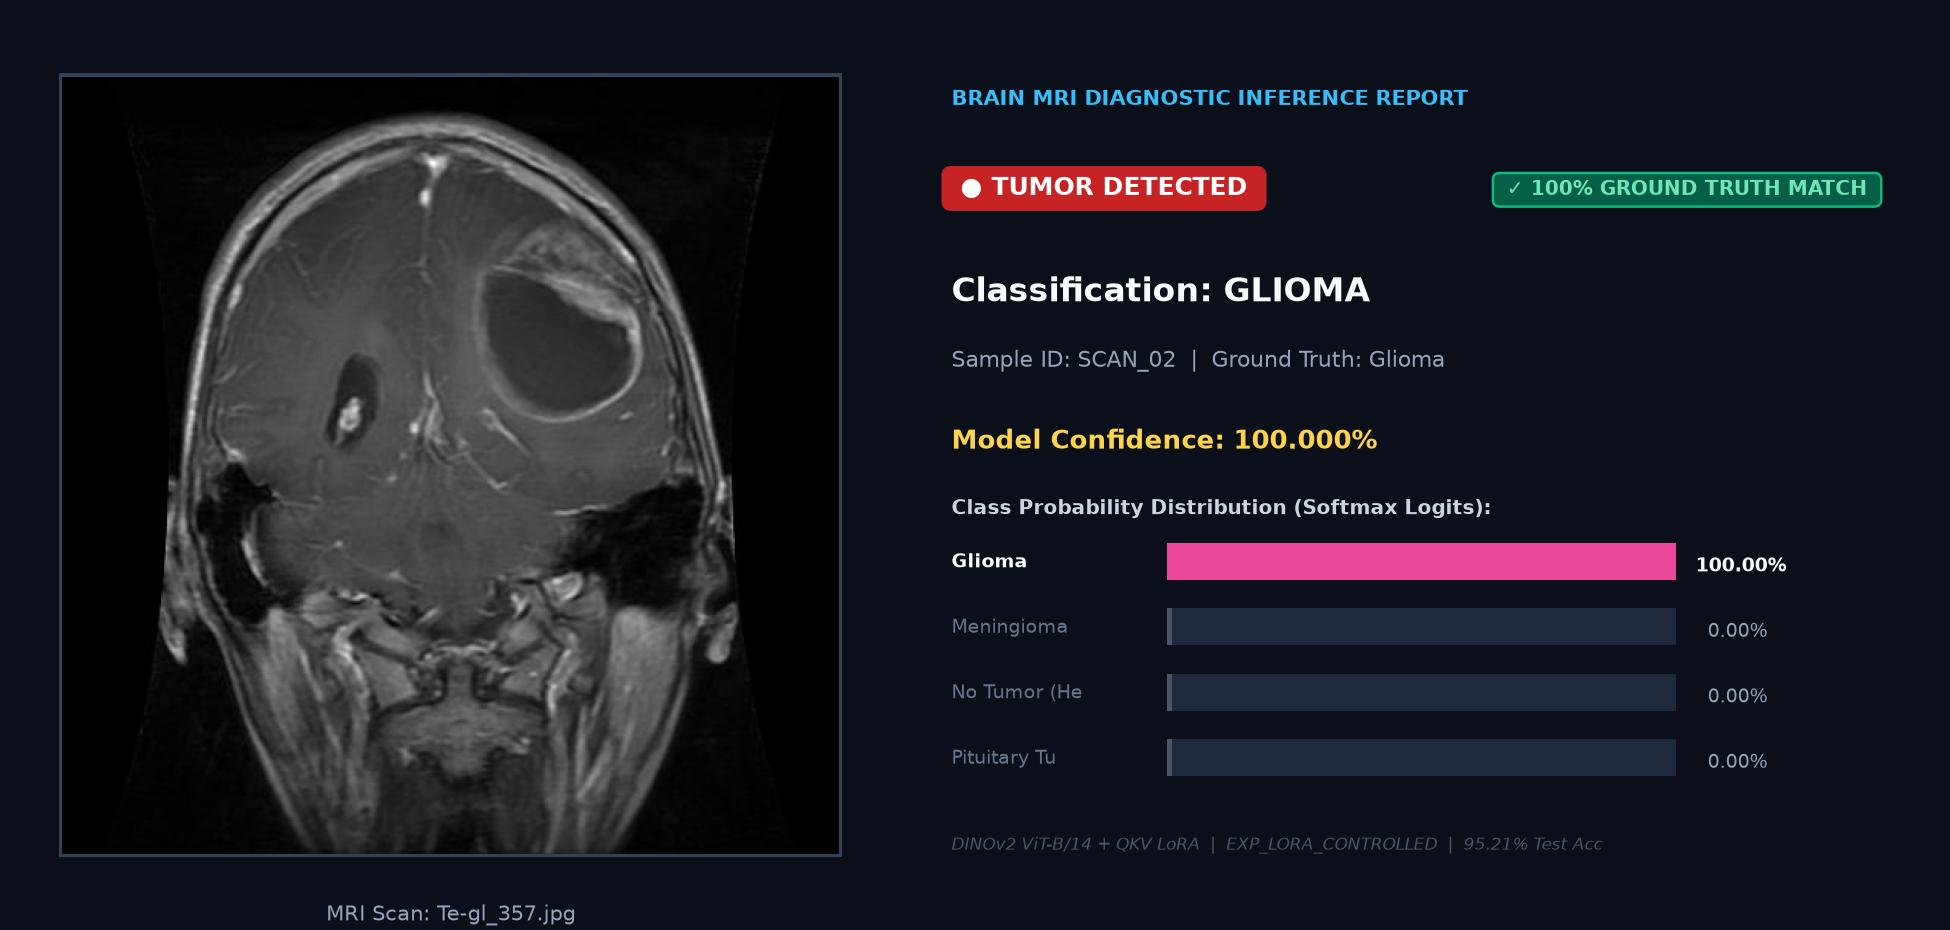 BRAIN MRI DIAGNOSTIC INFERENCE REPORT
● TUMOR DETECTED
✓ 100% GROUND TRUTH MATCH
Classification: GLIOMA
Sample ID: SCAN_02 | Ground Truth: Glioma
Model Confidence: 100.000%
Class Probability Distribution (Softmax Logits):
Glioma 100.00%
Meningioma 0.00%
No Tumor (He 0.00%
Pituitary Tu 0.00%
DINOv2 ViT-B/14 + QKV LoRA | EXP_LORA_CONTROLLED | 95.21% Test Acc
MRI Scan: Te-gl_357.jpg